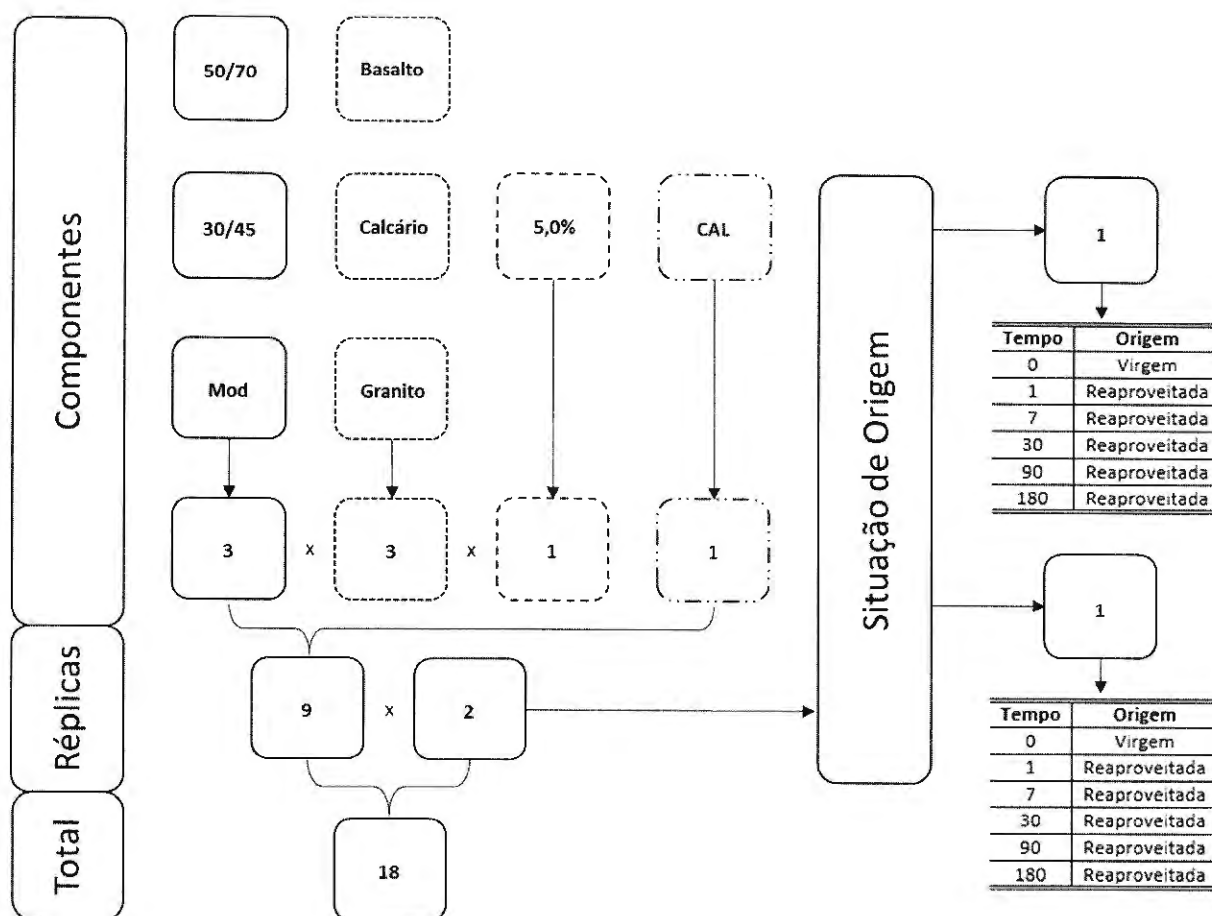 Componentes
50/70
Basalto
30/45
Calcário
5,0%
CAL
Mod
Granito
3 x 3 x 1 1
Réplicas
9 x 2
Total
18
Situação de Origem
1
Tempo Origem
0 Virgem
1 Reaproveitada
7 Reaproveitada
30 Reaproveitada
90 Reaproveitada
180 Reaproveitada
1
Tempo Origem
0 Virgem
1 Reaproveitada
7 Reaproveitada
30 Reaproveitada
90 Reaproveitada
180 Reaproveitada